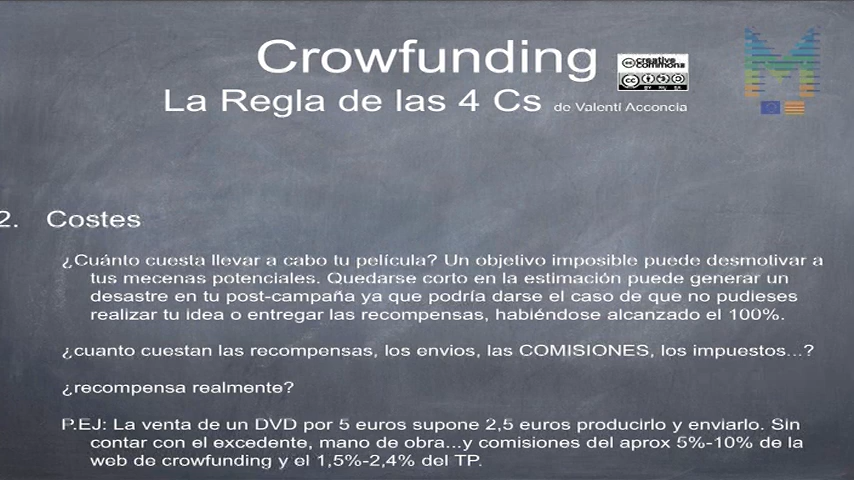 Crowfunding
creative commons
BY NC SA
La Regla de las 4 Cs de Valentí Acconcia
2. Costes
¿Cuánto cuesta llevar a cabo tu película? Un objetivo imposible puede desmotivar a
tus mecenas potenciales. Quedarse corto en la estimación puede generar un
desastre en tu post-campaña ya que podría darse el caso de que no pudieses
realizar tu idea o entregar las recompensas, habiéndose alcanzado el 100%.
¿cuanto cuestan las recompensas, los envios, las COMISIONES, los impuestos...?
¿recompensa realmente?
P.EJ: La venta de un DVD por 5 euros supone 2,5 euros producirlo y enviarlo. Sin
contar con el excedente, mano de obra...y comisiones del aprox 5%-10% de la
web de crowfunding y el 1,5%-2,4% del TP.